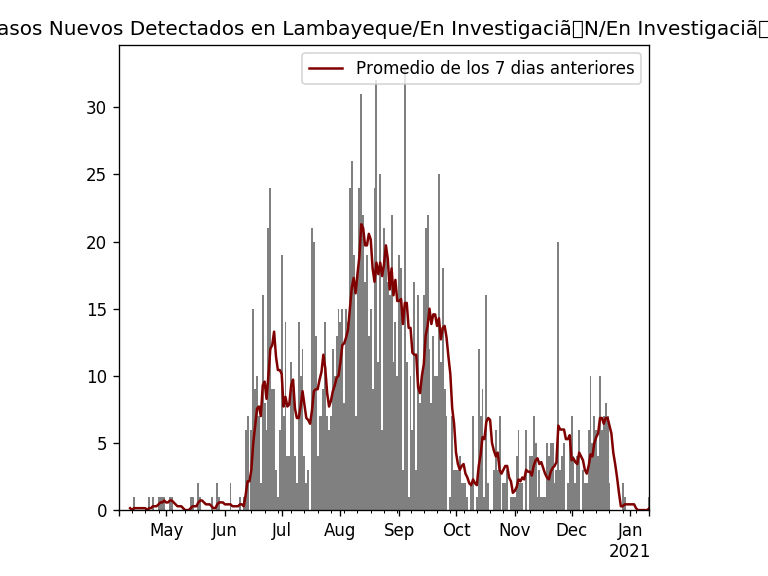 asos Nuevos Detectados en Lambayeque/En Investigaciã▯N/En Investigaciã▯
Promedio de los 7 dias anteriores
30
25
20
15
10
5
0
May Jun Jul Aug Sep Oct Nov Dec Jan
2021